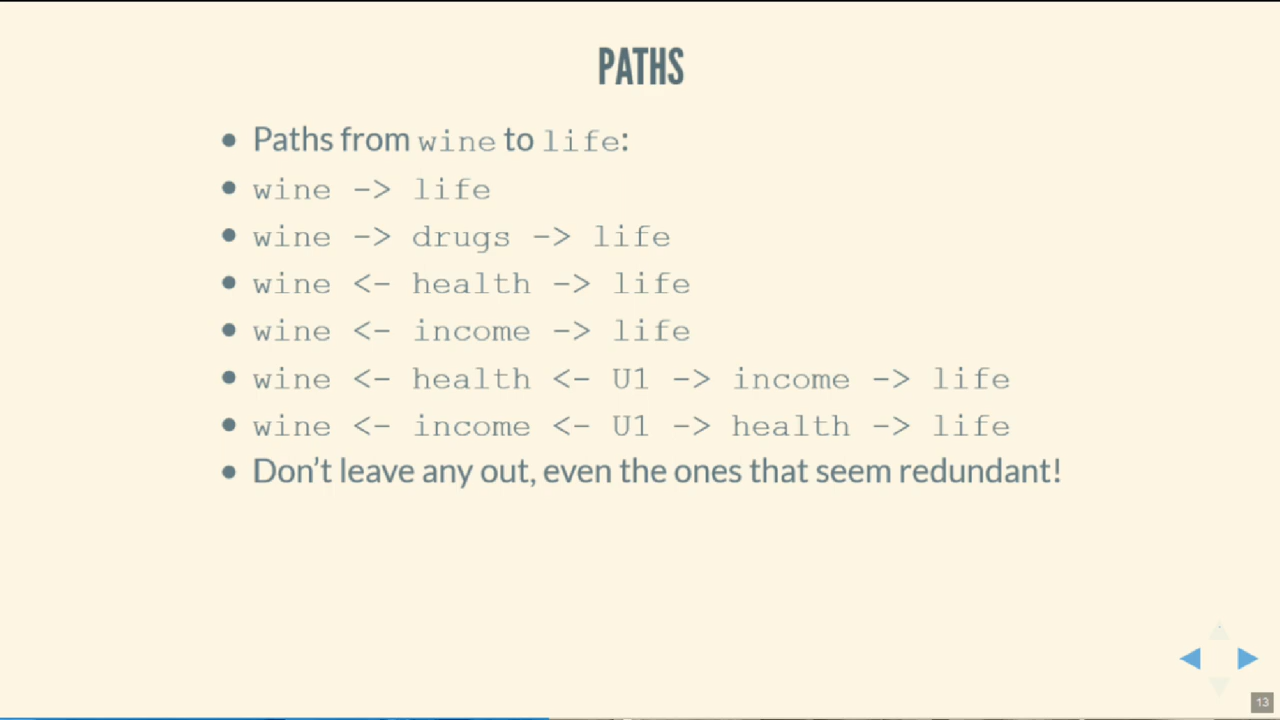 PATHS
• Paths from wine to life:
• wine -> life
• wine -> drugs -> life
• wine <- health -> life
• wine <- income -> life
• wine <- health <- U1 -> income -> life
• wine <- income <- U1 -> health -> life
• Don't leave any out, even the ones that seem redundant!
13